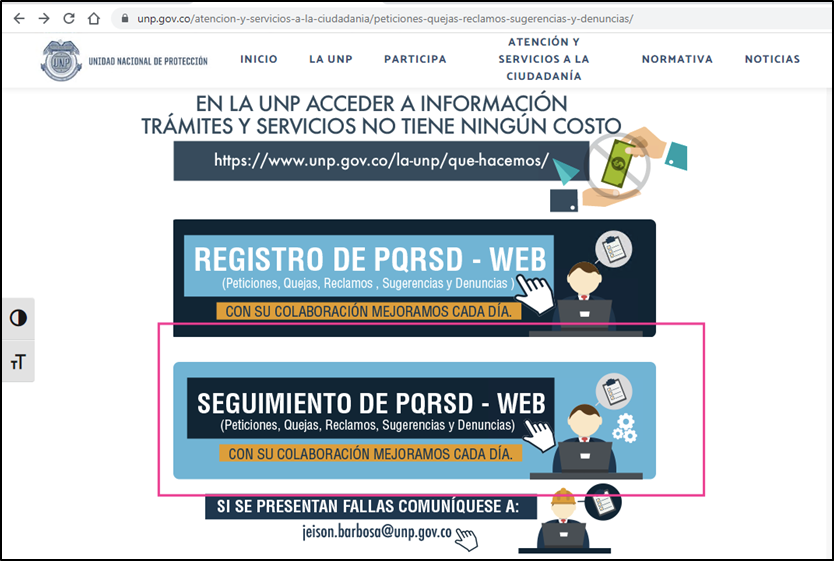 unp.gov.co/atencion-y-servicios-a-la-ciudadania/peticiones-quejas-reclamos-sugerencias-y-denuncias/
UNP
UNIDAD NACIONAL DE PROTECCIÓN
INICIO
LA UNP
PARTICIPA
ATENCIÓN Y
SERVICIOS A LA
CIUDADANÍA
NORMATIVA
NOTICIAS
EN LA UNP ACCEDER A INFORMACIÓN
TRÁMITES Y SERVICIOS NO TIENE NINGÚN COSTO
https://www.unp.gov.co/la-unp/que-hacemos/
REGISTRO DE PQRSD - WEB
(Peticiones, Quejas, Reclamos , Sugerencias y Denuncias )
CON SU COLABORACIÓN MEJORAMOS CADA DÍA.
TT
SEGUIMIENTO DE PQRSD - WEB
(Peticiones, Quejas, Reclamos, Sugerencias y Denuncias)
CON SU COLABORACIÓN MEJORAMOS CADA DÍA.
SI SE PRESENTAN FALLAS COMUNÍQUESE A:
jeison.barbosa@unp.gov.co